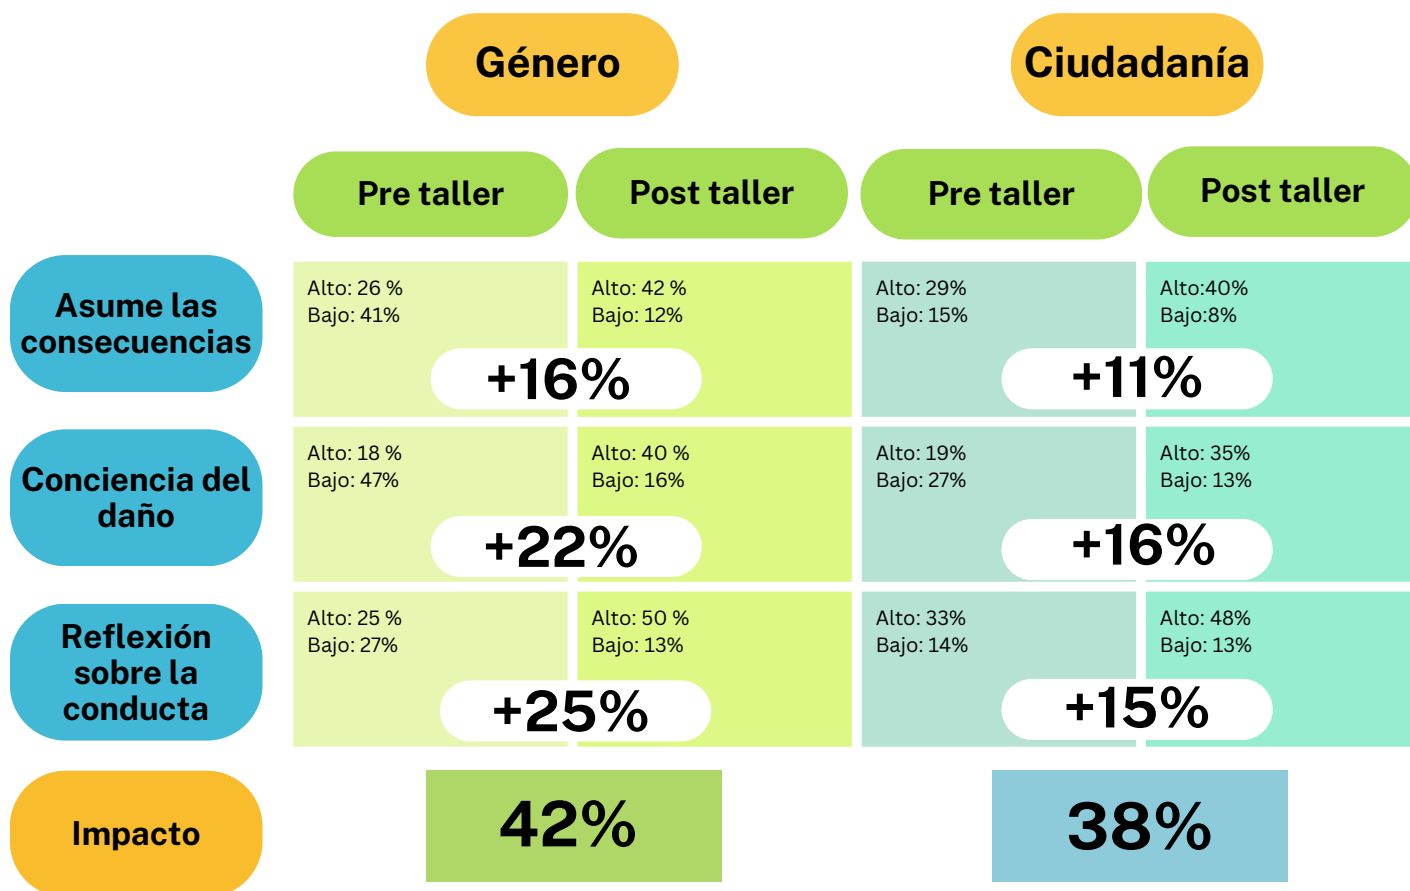 Género
Ciudadanía
Pre taller
Post taller
Pre taller
Post taller
Asume las
consecuencias
Alto: 26 %
Bajo: 41%
Alto: 42 %
Bajo: 12%
+16%
Alto: 29%
Bajo: 15%
Alto:40%
Bajo:8%
+11%
Conciencia del
daño
Alto: 18 %
Bajo: 47%
Alto: 40 %
Bajo: 16%
+22%
Alto: 19%
Bajo: 27%
Alto: 35%
Bajo: 13%
+16%
Reflexión
sobre la
conducta
Alto: 25 %
Bajo: 27%
Alto: 50 %
Bajo: 13%
+25%
Alto: 33%
Bajo: 14%
Alto: 48%
Bajo: 13%
+15%
Impacto
42%
38%